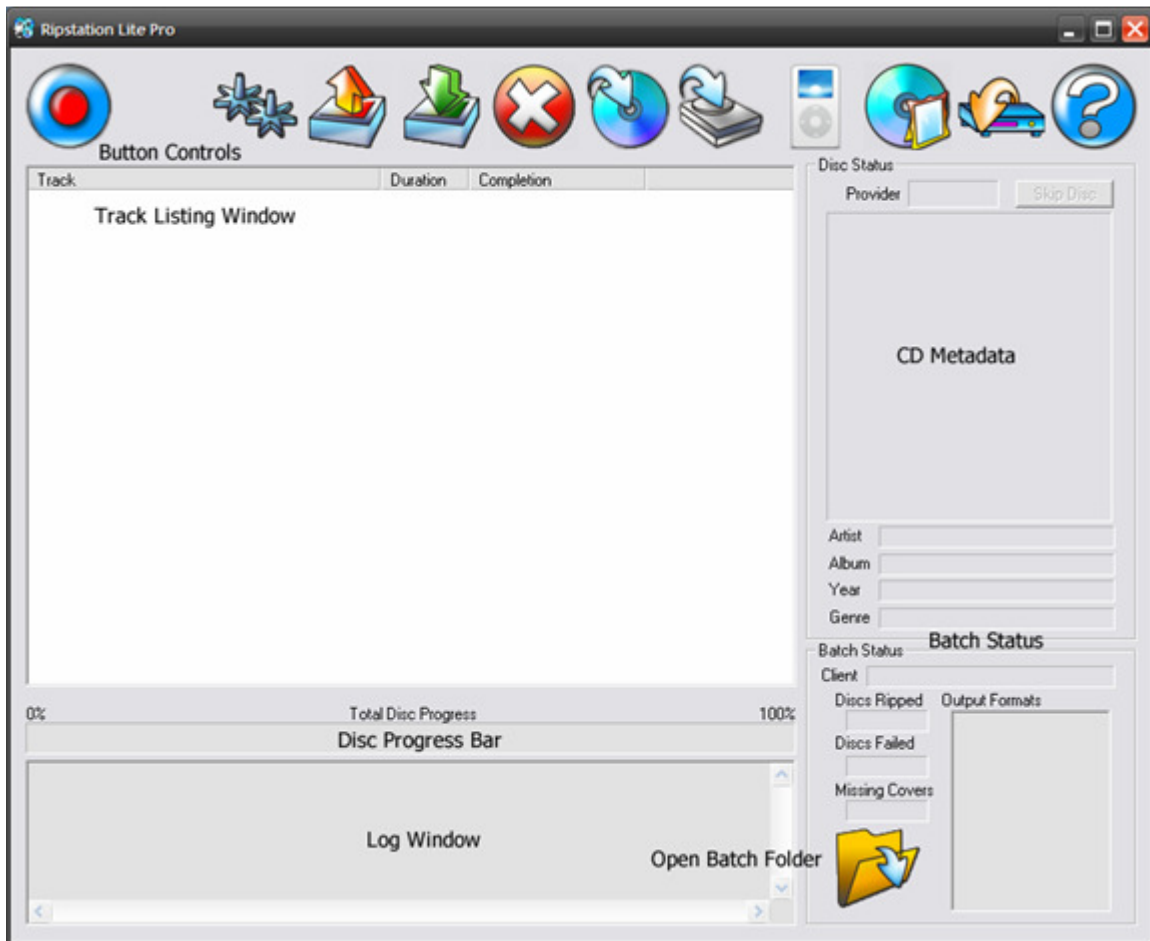 Ripstation Lite Pro
Button Controls
Track Duration Completion
Track Listing Window
Disc Status
Provider Skip Disc
CD Metadata
Artist
Album
Year
Genre
Batch Status
Batch Status
Client
Discs Ripped Output Formats
Discs Failed
Missing Covers
0% Total Disc Progress 100%
Disc Progress Bar
Log Window
Open Batch Folder